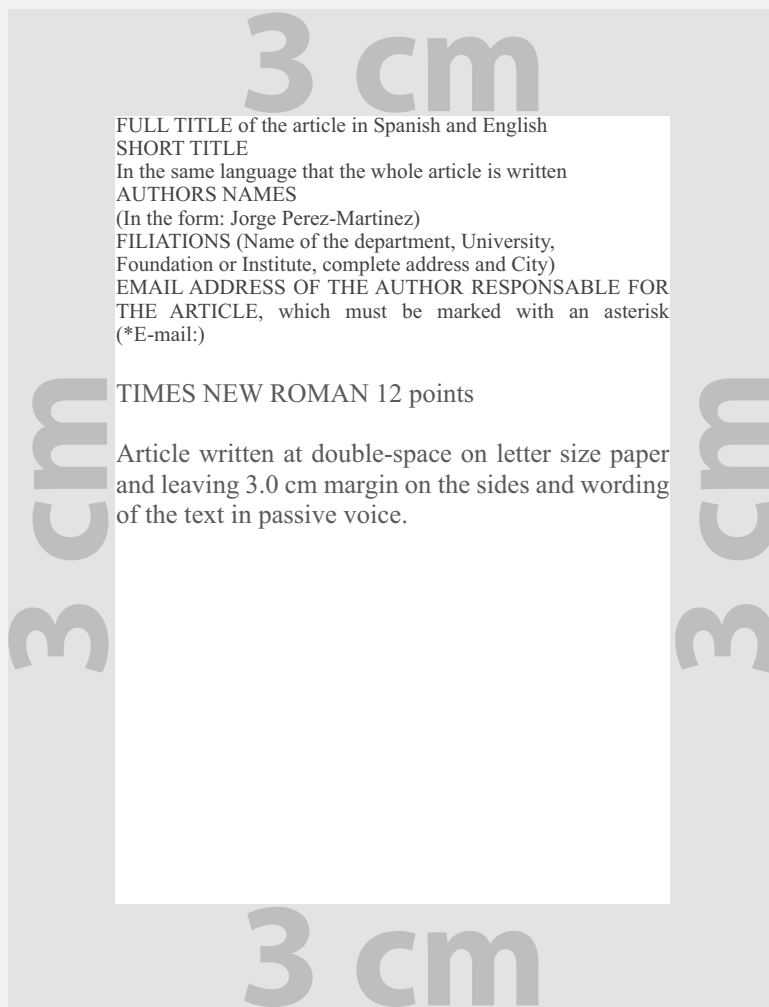 3 cm
FULL TITLE of the article in Spanish and English
SHORT TITLE
In the same language that the whole article is written
AUTHORS NAMES
(In the form: Jorge Perez-Martinez)
FILIATIONS (Name of the department, University,
Foundation or Institute, complete address and City)
EMAIL ADDRESS OF THE AUTHOR RESPONSABLE FOR
THE ARTICLE, which must be marked with an asterisk
(*E-mail:)
TIMES NEW ROMAN 12 points
Article written at double-space on letter size paper
and leaving 3.0 cm margin on the sides and wording
of the text in passive voice.
3 cm
3 cm
3 cm